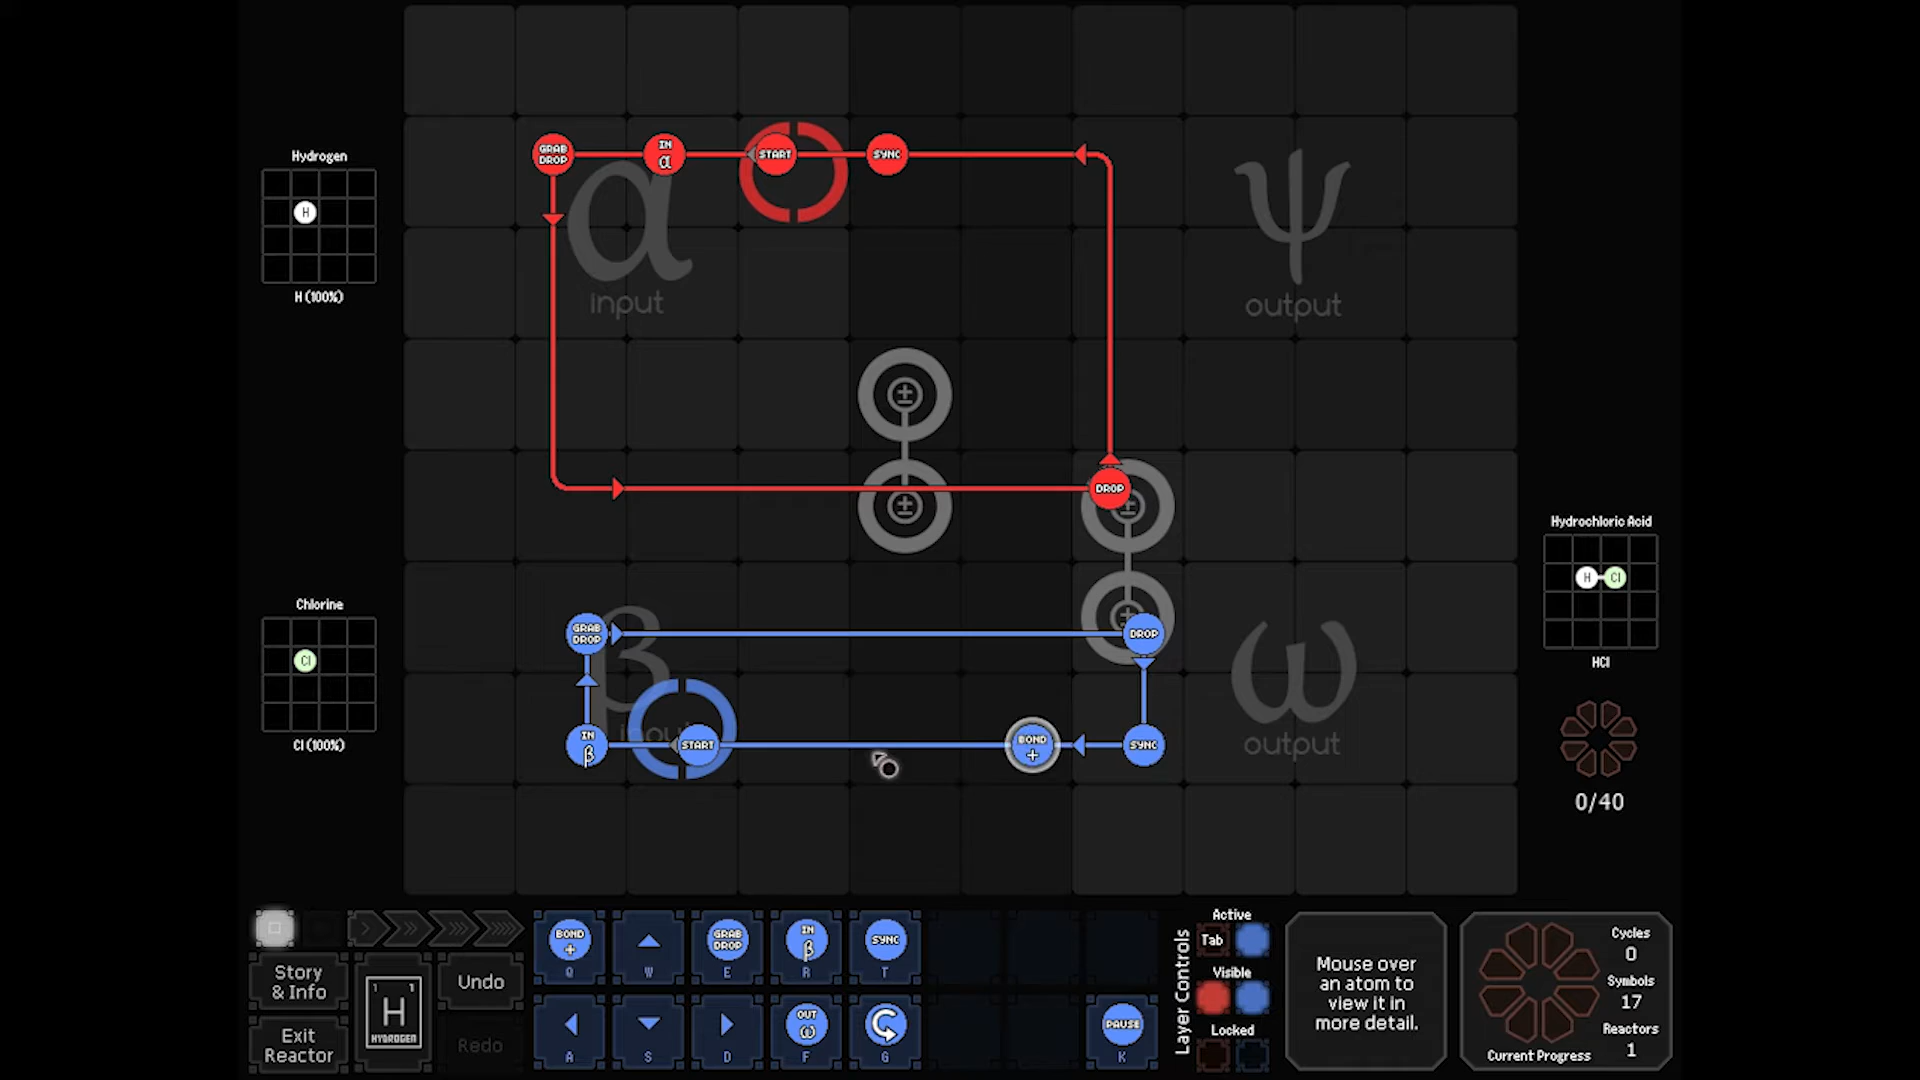 GRAB
DROP
IN
α
START
SYNC
α
input
ψ
output
Hydrogen
H
H (100%)
DROP
±
±
±
Hydrochloric Acid
H
Cl
HCl
0/40
Chlorine
Cl
Cl (100%)
GRAB
DROP
β
DROP
IN
β
START
BOND
+
SYNC
ω
output
BOND
+
Q
W
GRAB
DROP
E
IN
β
R
SYNC
T
Story
& Info
1 1
H
HYDROGEN
Undo
Exit
Reactor
Redo
A
S
D
OUT
ω
F
G
PAUSE
K
Layer Controls
Active
Tab
Visible
Locked
Mouse over
an atom to
view it in
more detail.
Cycles
0
Symbols
17
Reactors
1
Current Progress